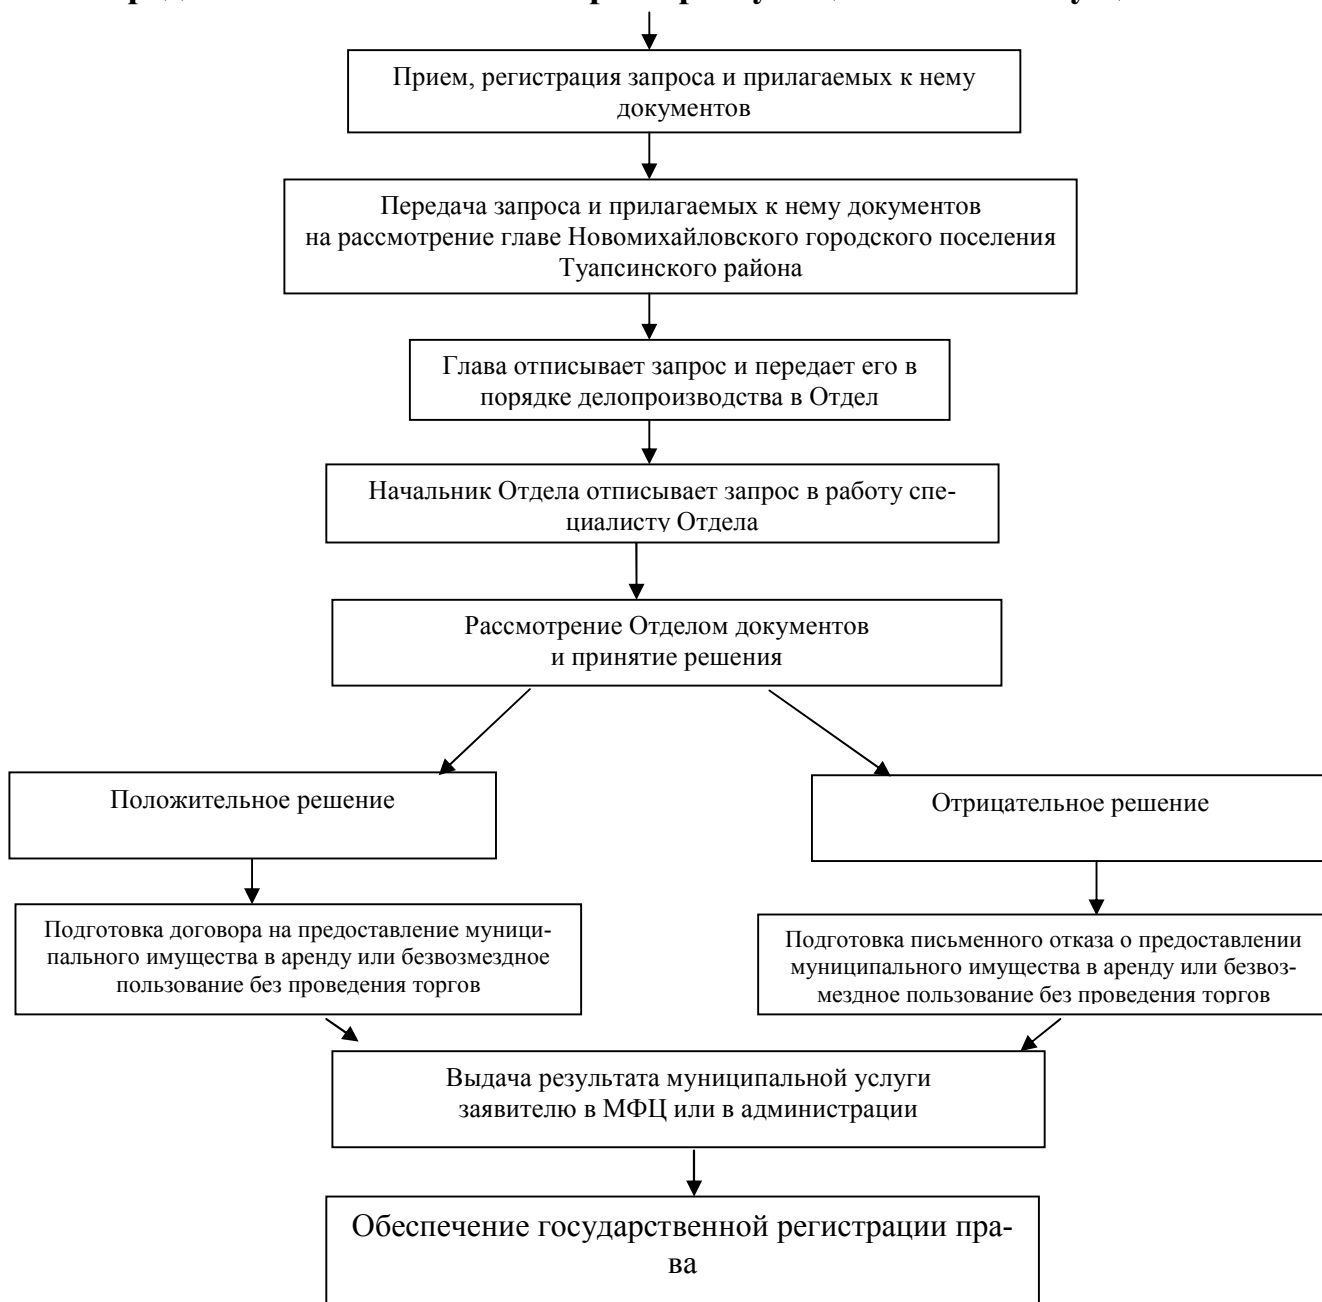 Прием, регистрация запроса и прилагаемых к нему
документов
Передача запроса и прилагаемых к нему документов
на рассмотрение главе Новомихайловского городского поселения
Туапсинского района
Глава отписывает запрос и передает его в
порядке делопроизводства в Отдел
Начальник Отдела отписывает запрос в работу спе-
циалисту Отдела
Рассмотрение Отделом документов
и принятие решения
Положительное решение
Отрицательное решение
Подготовка договора на предоставление муници-
пального имущества в аренду или безвозмездное
пользование без проведения торгов
Подготовка письменного отказа о предоставлении
муниципального имущества в аренду или безвоз-
мездное пользование без проведения торгов
Выдача результата муниципальной услуги
заявителю в МФЦ или в администрации
Обеспечение государственной регистрации пра-
ва